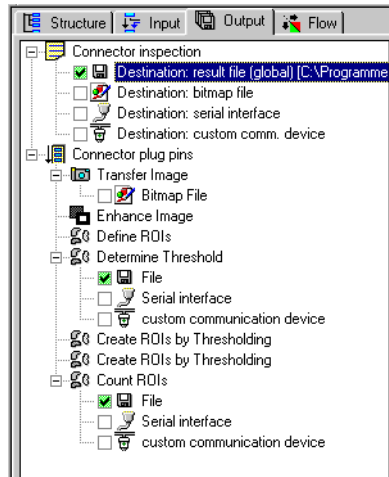 Structure Input Output Flow
Connector inspection
Destination: result file (global) [C:\Programme
Destination: bitmap file
Destination: serial interface
Destination: custom comm. device
Connector plug pins
Transfer Image
Bitmap File
Enhance Image
Define ROIs
Determine Threshold
File
Serial interface
custom communication device
Create ROIs by Thresholding
Create ROIs by Thresholding
Count ROIs
File
Serial interface
custom communication device